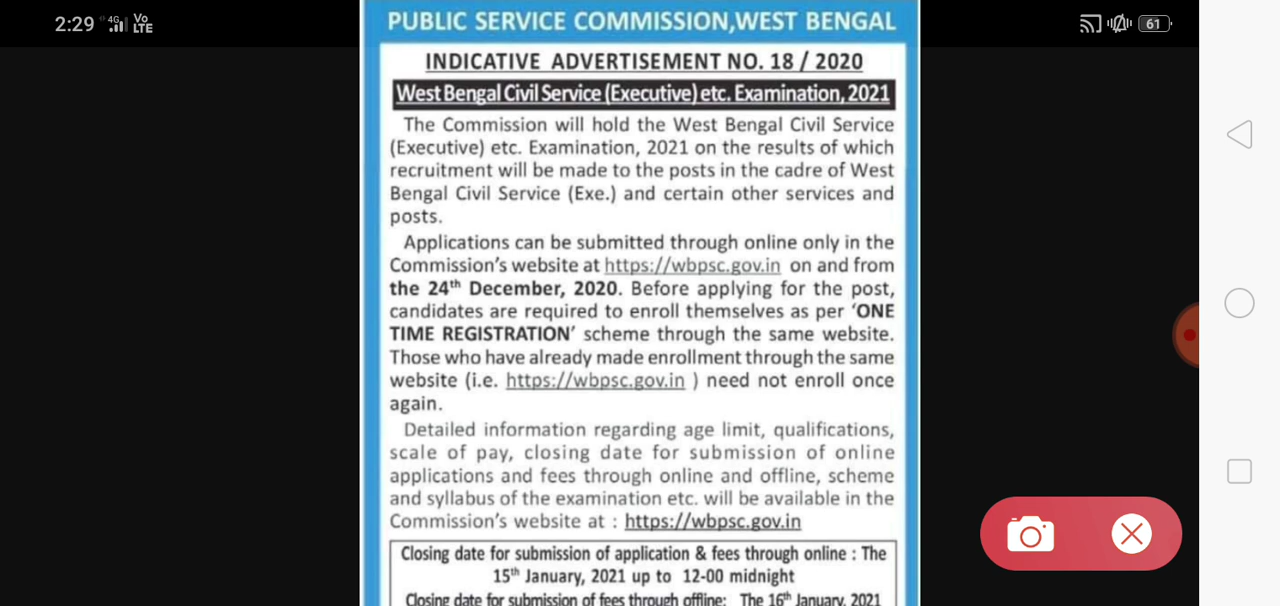 2:29 4G Vo LTE 61
PUBLIC SERVICE COMMISSION,WEST BENGAL
INDICATIVE ADVERTISEMENT NO. 18 / 2020
West Bengal Civil Service (Executive) etc. Examination, 2021
The Commission will hold the West Bengal Civil Service
(Executive) etc. Examination, 2021 on the results of which
recruitment will be made to the posts in the cadre of West
Bengal Civil Service (Exe.) and certain other services and
posts.
Applications can be submitted through online only in the
Commission's website at https://wbpsc.gov.in on and from
the 24th December, 2020. Before applying for the post,
candidates are required to enroll themselves as per 'ONE
TIME REGISTRATION' scheme through the same website.
Those who have already made enrollment through the same
website (i.e. https://wbpsc.gov.in ) need not enroll once
again.
Detailed information regarding age limit, qualifications,
scale of pay, closing date for submission of online
applications and fees through online and offline, scheme
and syllabus of the examination etc. will be available in the
Commission's website at : https://wbpsc.gov.in
Closing date for submission of application & fees through online : The
15th January, 2021 up to 12-00 midnight
Closing date for submission of fees through offline: The 16th January, 2021